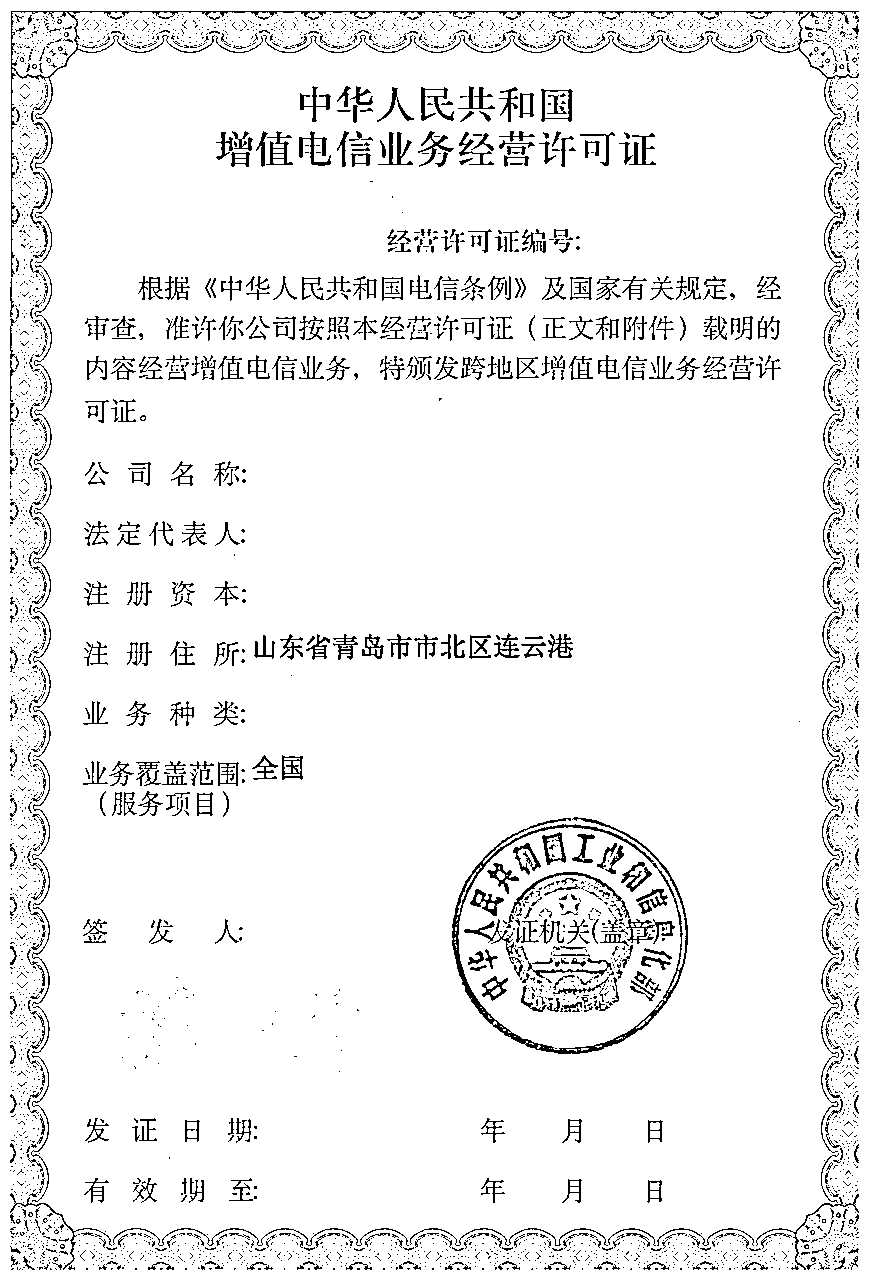 中华人民共和国
增值电信业务经营许可证
经营许可证编号:
根据《中华人民共和国电信条例》及国家有关规定，经
审查，准许你公司按照本经营许可证（正文和附件）载明的
内容经营增值电信业务，特颁发跨地区增值电信业务经营许
可证。
公司名称:
法定代表人:
注册资本:
注册住所:山东省青岛市市北区连云港
业务种类:
业务覆盖范围:全国
（服务项目）
中华人民共和国工业和信息化部
签发人:
发证机关(盖章):
发证日期: 年 月 日
有效期至: 年 月 日